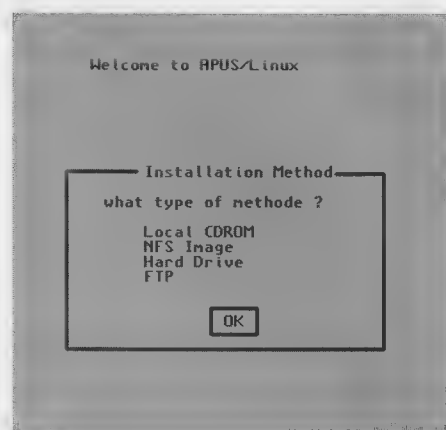 Welcome to APUS/Linux
Installation Method
what type of methode ?
Local CDROM
NFS Image
Hard Drive
FTP
OK